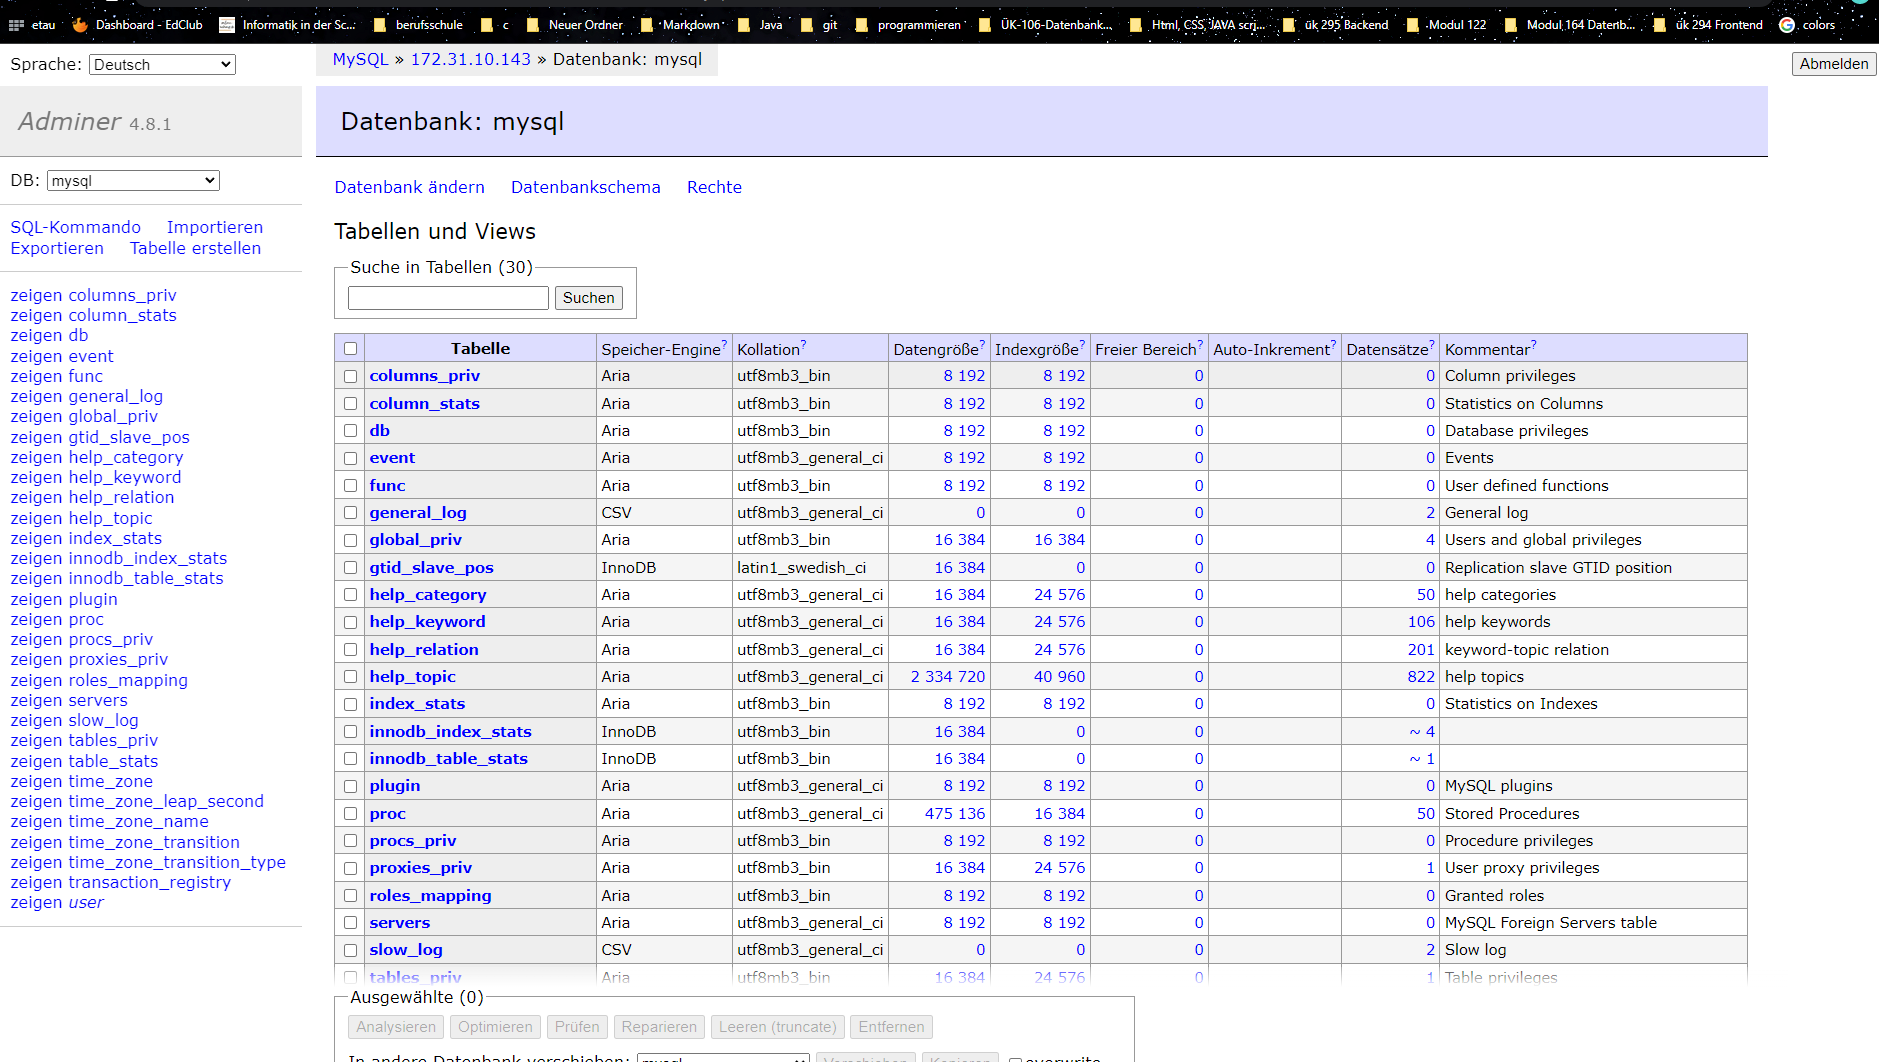 etau Dashboard - EdClub Informatik in der Sc... berufsschule c Neuer Ordner Markdown Java git programmieren ÜK-106-Datenbank... Html, CSS, JAVA scrj... ük 295 Backend Modul 122 Modul 164 Datenb... ük 294 Frontend colors
Sprache: Deutsch
MySQL » 172.31.10.143 » Datenbank: mysql
Abmelden
Adminer 4.8.1
Datenbank: mysql
DB: mysql
Datenbank ändern Datenbankschema Rechte
SQL-Kommando Importieren
Exportieren Tabelle erstellen
zeigen columns_priv
zeigen column_stats
zeigen db
zeigen event
zeigen func
zeigen general_log
zeigen global_priv
zeigen gtid_slave_pos
zeigen help_category
zeigen help_keyword
zeigen help_relation
zeigen help_topic
zeigen index_stats
zeigen innodb_index_stats
zeigen innodb_table_stats
zeigen plugin
zeigen proc
zeigen procs_priv
zeigen proxies_priv
zeigen roles_mapping
zeigen servers
zeigen slow_log
zeigen tables_priv
zeigen table_stats
zeigen time_zone
zeigen time_zone_leap_second
zeigen time_zone_name
zeigen time_zone_transition
zeigen time_zone_transition_type
zeigen transaction_registry
zeigen user
Tabellen und Views
Suche in Tabellen (30)
Suchen
Tabelle Speicher-Engine? Kollation? Datengröße? Indexgröße? Freier Bereich? Auto-Inkrement? Datensätze? Kommentar?
columns_priv Aria utf8mb3_bin 8 192 8 192 0 0 Column privileges
column_stats Aria utf8mb3_bin 8 192 8 192 0 0 Statistics on Columns
db Aria utf8mb3_bin 8 192 8 192 0 0 Database privileges
event Aria utf8mb3_general_ci 8 192 8 192 0 0 Events
func Aria utf8mb3_bin 8 192 8 192 0 0 User defined functions
general_log CSV utf8mb3_general_ci 0 0 0 2 General log
global_priv Aria utf8mb3_bin 16 384 16 384 0 4 Users and global privileges
gtid_slave_pos InnoDB latin1_swedish_ci 16 384 0 0 0 Replication slave GTID position
help_category Aria utf8mb3_general_ci 16 384 24 576 0 50 help categories
help_keyword Aria utf8mb3_general_ci 16 384 24 576 0 106 help keywords
help_relation Aria utf8mb3_general_ci 16 384 24 576 0 201 keyword-topic relation
help_topic Aria utf8mb3_general_ci 2 334 720 40 960 0 822 help topics
index_stats Aria utf8mb3_bin 8 192 8 192 0 0 Statistics on Indexes
innodb_index_stats InnoDB utf8mb3_bin 16 384 0 0 ~ 4
innodb_table_stats InnoDB utf8mb3_bin 16 384 0 0 ~ 1
plugin Aria utf8mb3_general_ci 8 192 8 192 0 0 MySQL plugins
proc Aria utf8mb3_general_ci 475 136 16 384 0 50 Stored Procedures
procs_priv Aria utf8mb3_bin 8 192 8 192 0 0 Procedure privileges
proxies_priv Aria utf8mb3_bin 16 384 24 576 0 1 User proxy privileges
roles_mapping Aria utf8mb3_bin 8 192 8 192 0 0 Granted roles
servers Aria utf8mb3_general_ci 8 192 8 192 0 0 MySQL Foreign Servers table
slow_log CSV utf8mb3_general_ci 0 0 0 2 Slow log
tables_priv Aria utf8mb3_bin 16 384 24 576 0 1 Table privileges
Ausgewählte (0)
Analysieren Optimieren Prüfen Reparieren Leeren (truncate) Entfernen
In andere Datenbank verschieben: mysql Verschieben Kopieren overwrite